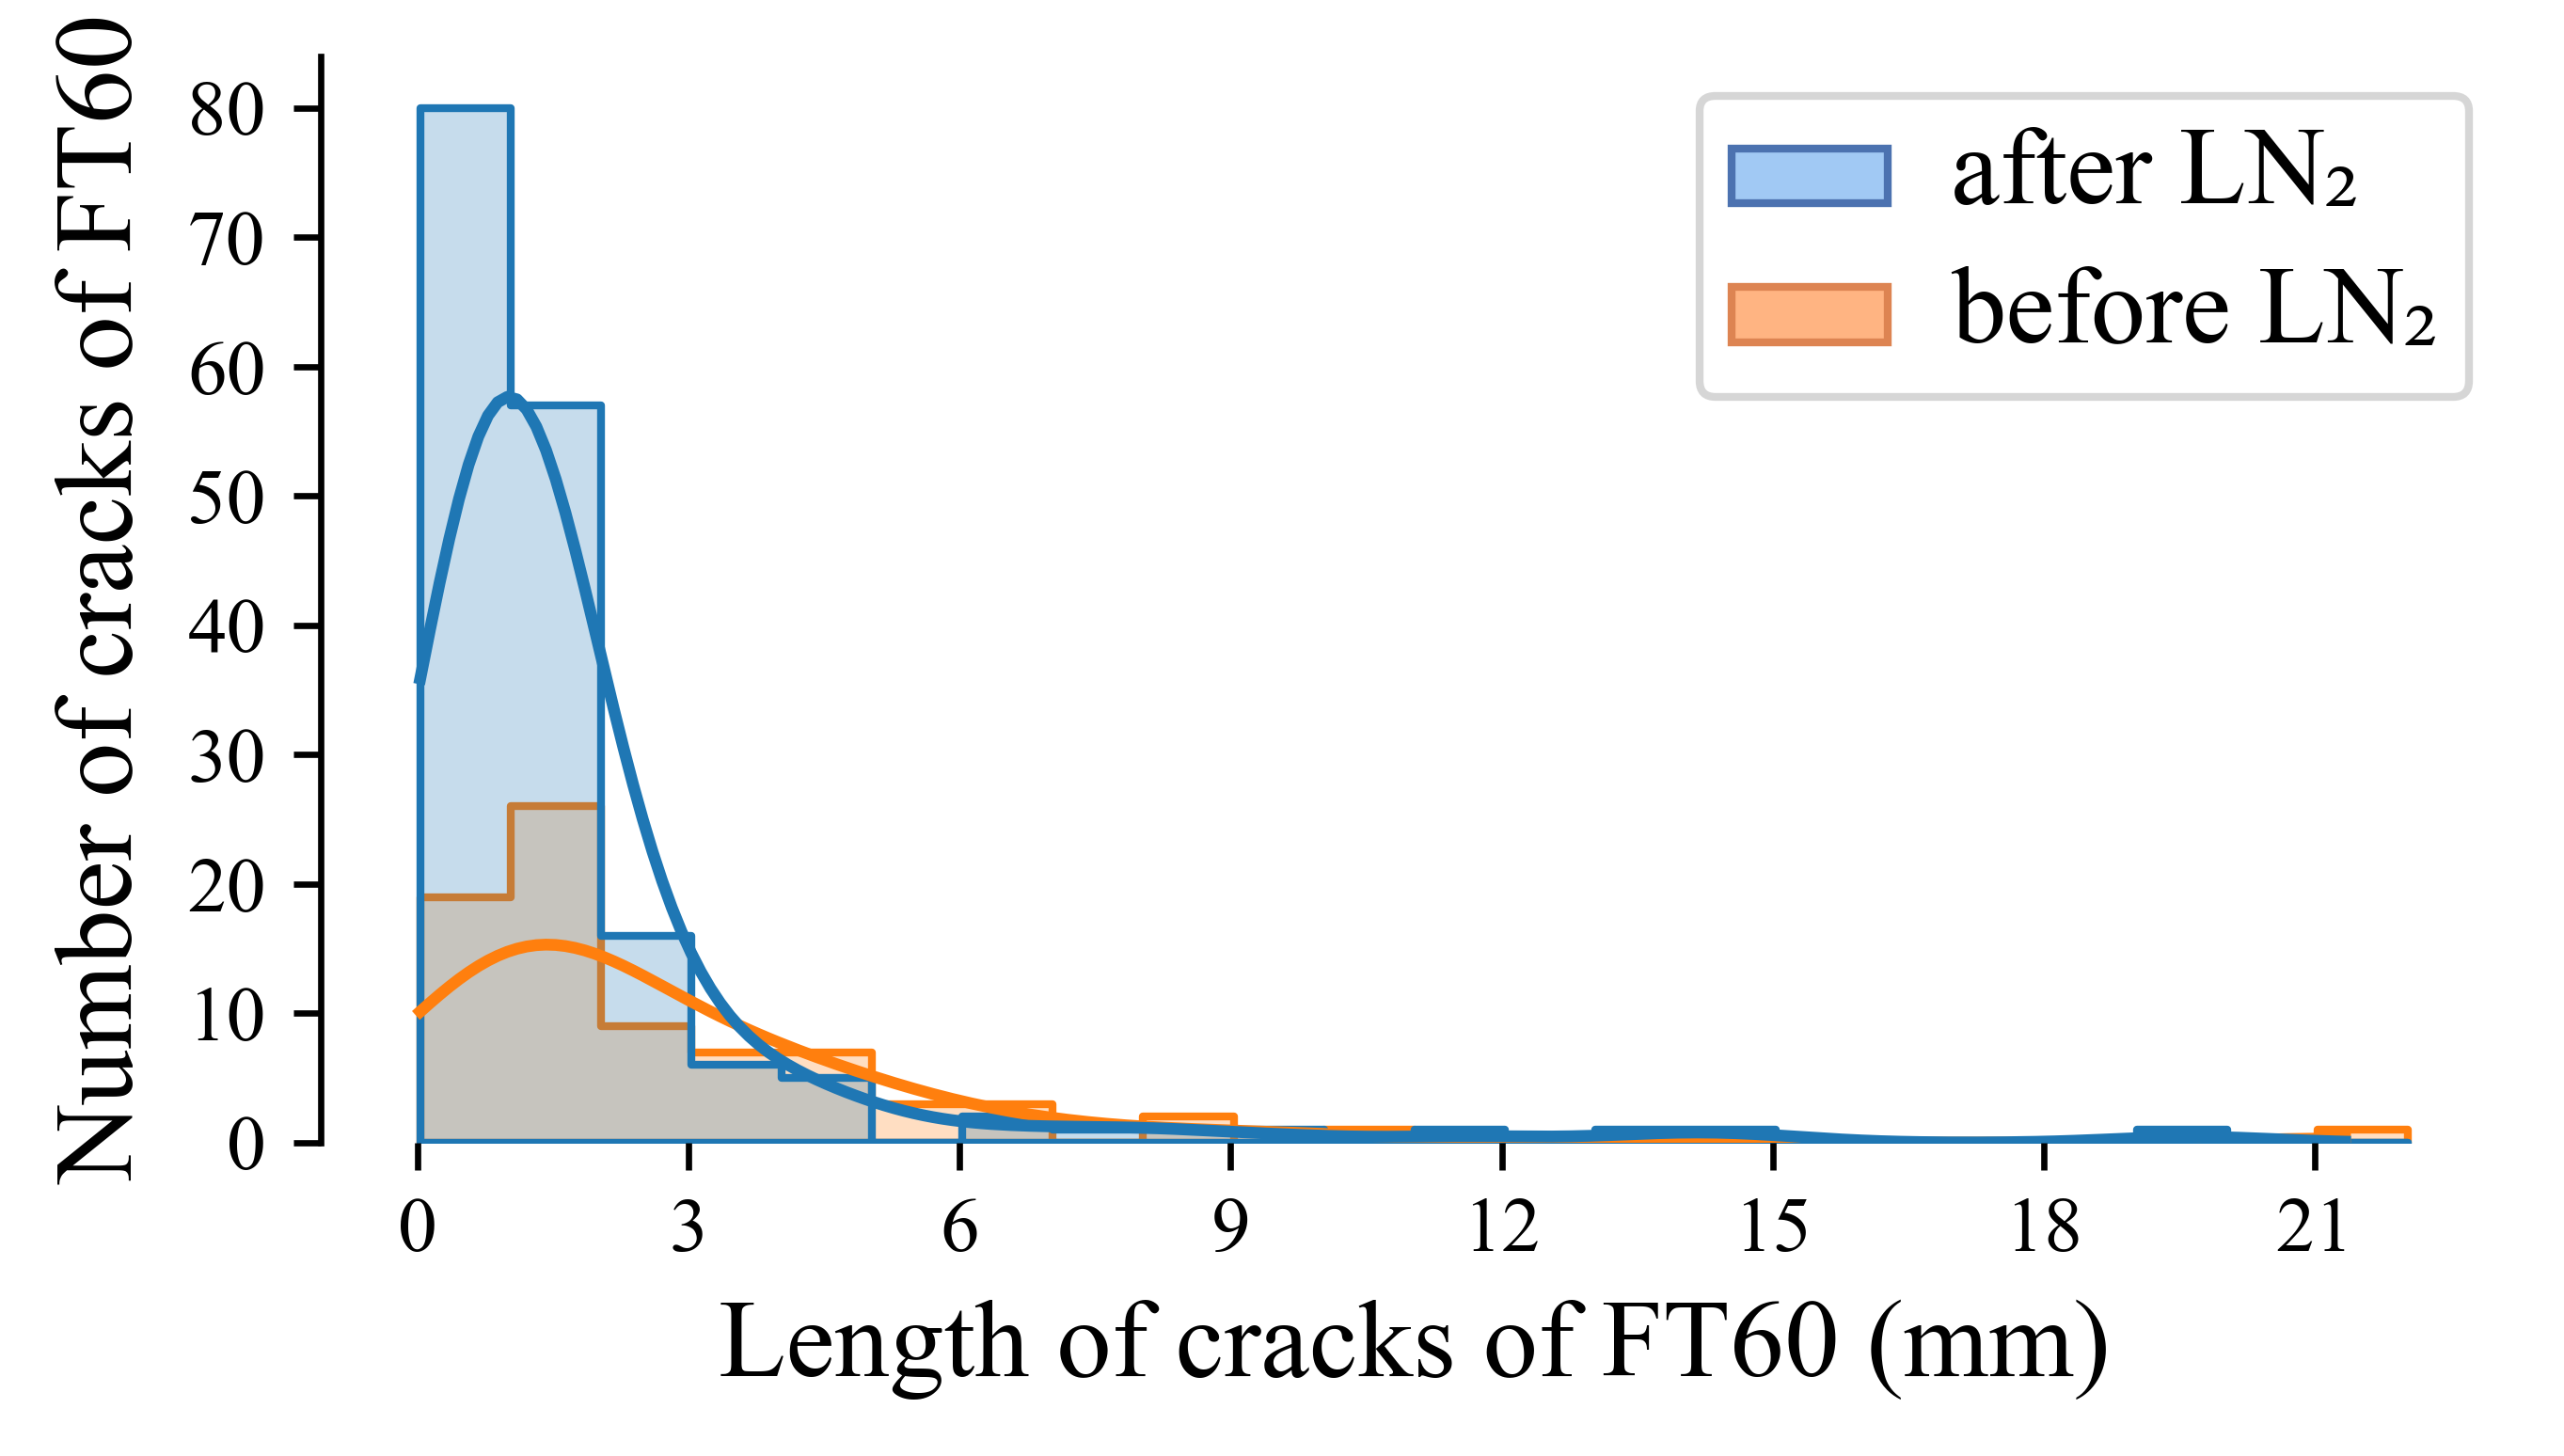 Number of cracks of FT60
80
70
60
50
40
30
20
10
0
after LN₂
before LN₂
0 3 6 9 12 15 18 21
Length of cracks of FT60 (mm)